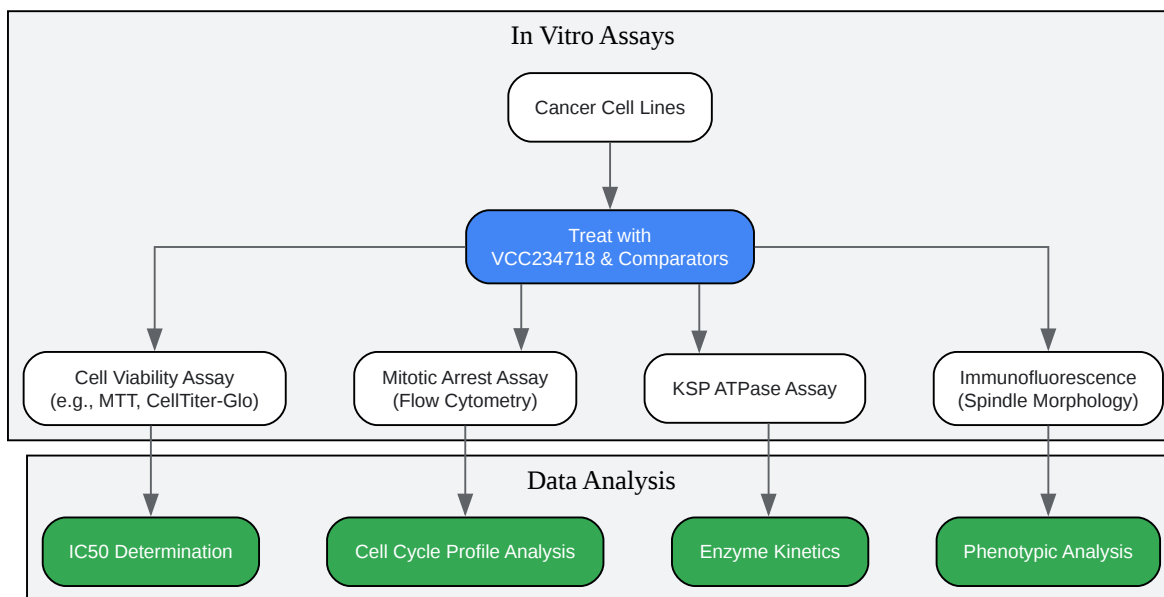 In Vitro Assays
Cancer Cell Lines
Treat with
VCC234718 & Comparators
Cell Viability Assay
(e.g., MTT, CellTiter-Glo)
Mitotic Arrest Assay
(Flow Cytometry)
KSP ATPase Assay
Immunofluorescence
(Spindle Morphology)
Data Analysis
IC50 Determination
Cell Cycle Profile Analysis
Enzyme Kinetics
Phenotypic Analysis